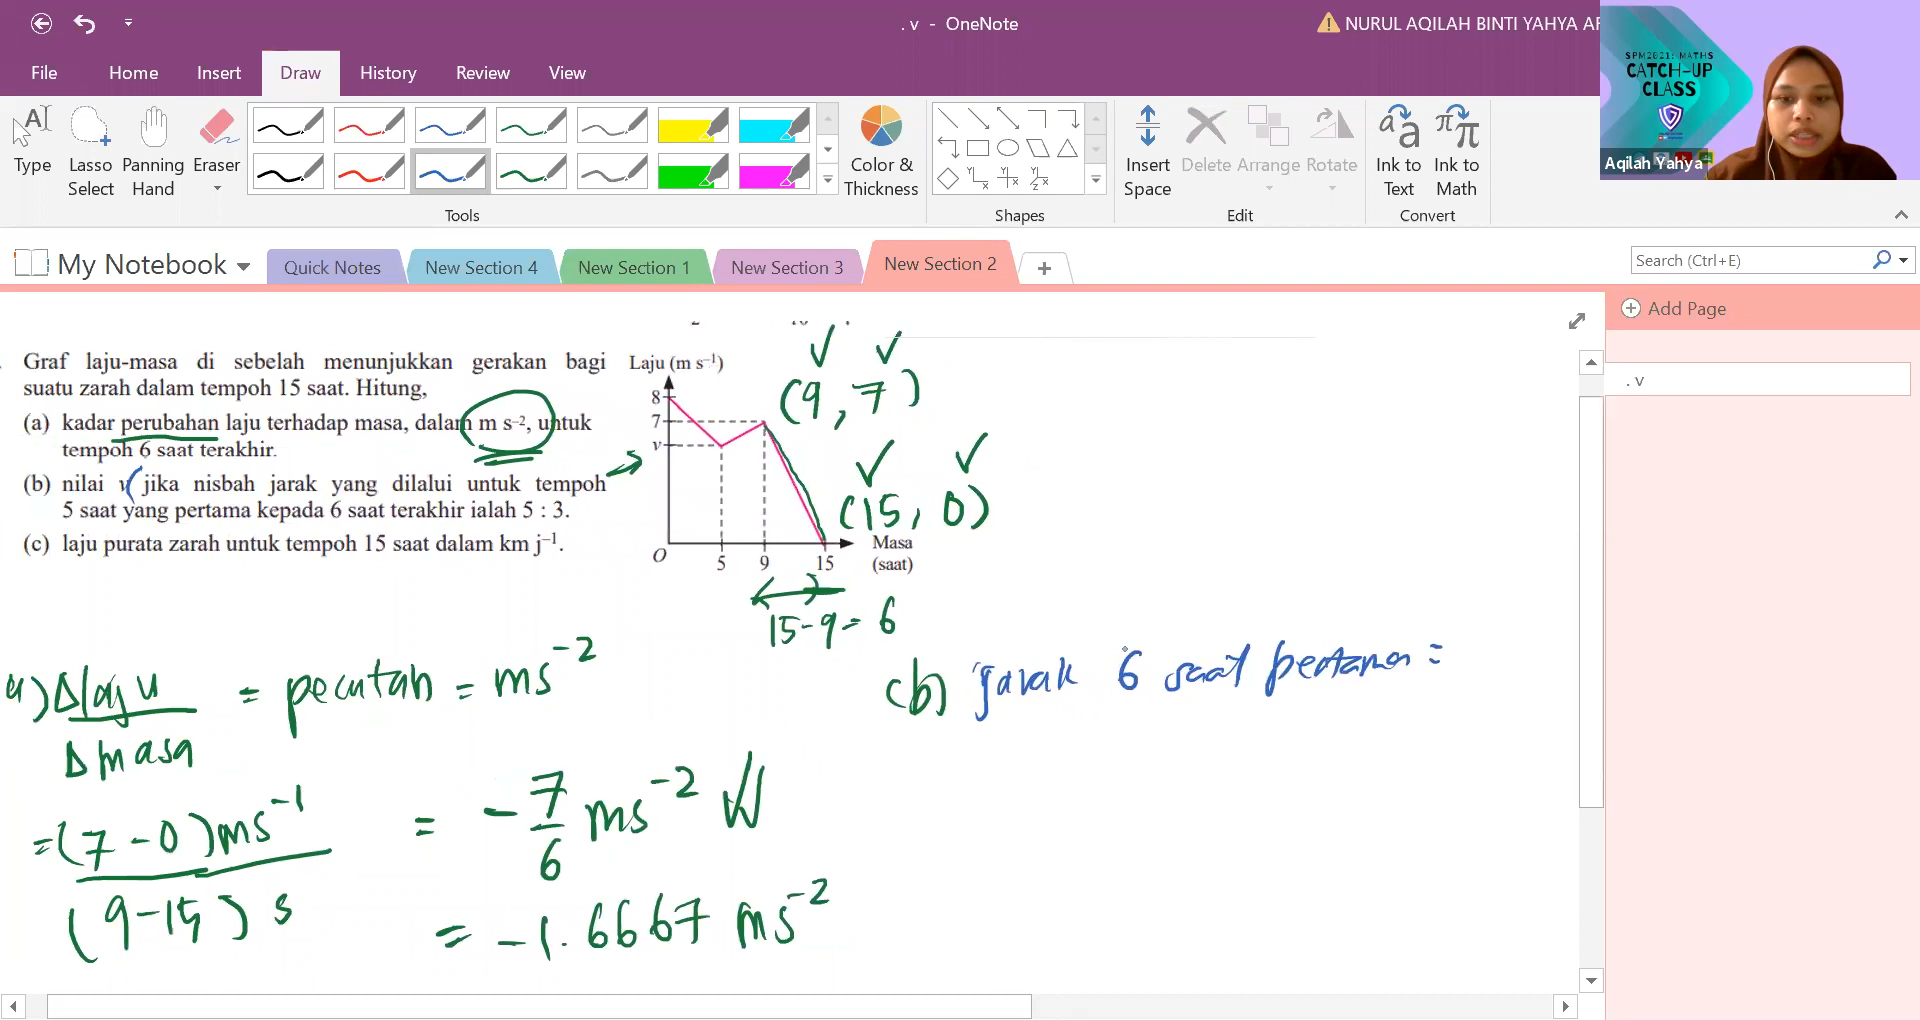 . v - OneNote
NURUL AQILAH BINTI YAHYA AF
File Home Insert Draw History Review View
Type
Lasso Select
Panning Hand
Eraser
Tools
Color & Thickness
Shapes
Insert Space
Delete
Arrange
Rotate
Edit
Ink to Text
Ink to Math
Convert
SPM2021: MATHS
CATCH-UP
CLASS
Aqilah Yahya
My Notebook
Quick Notes
New Section 4
New Section 1
New Section 3
New Section 2
Search (Ctrl+E)
Add Page
. v
Graf laju-masa di sebelah menunjukkan gerakan bagi
suatu zarah dalam tempoh 15 saat. Hitung,
(a) kadar perubahan laju terhadap masa, dalam m s⁻², untuk
tempoh 6 saat terakhir.
(b) nilai v jika nisbah jarak yang dilalui untuk tempoh
5 saat yang pertama kepada 6 saat terakhir ialah 5 : 3.
(c) laju purata zarah untuk tempoh 15 saat dalam km j⁻¹.
Laju (m s⁻¹)
8
7
v
O
5 9 15
Masa
(saat)
(9, 7)
(15, 0)
15-9= 6
a) Δlaju
Δmasa
= pecutan = ms⁻²
=(7-0)ms⁻¹
(9-15) s
= -7/6 ms⁻²
= -1.6667 ms⁻²
(b) Jarak 6 saat pertama =